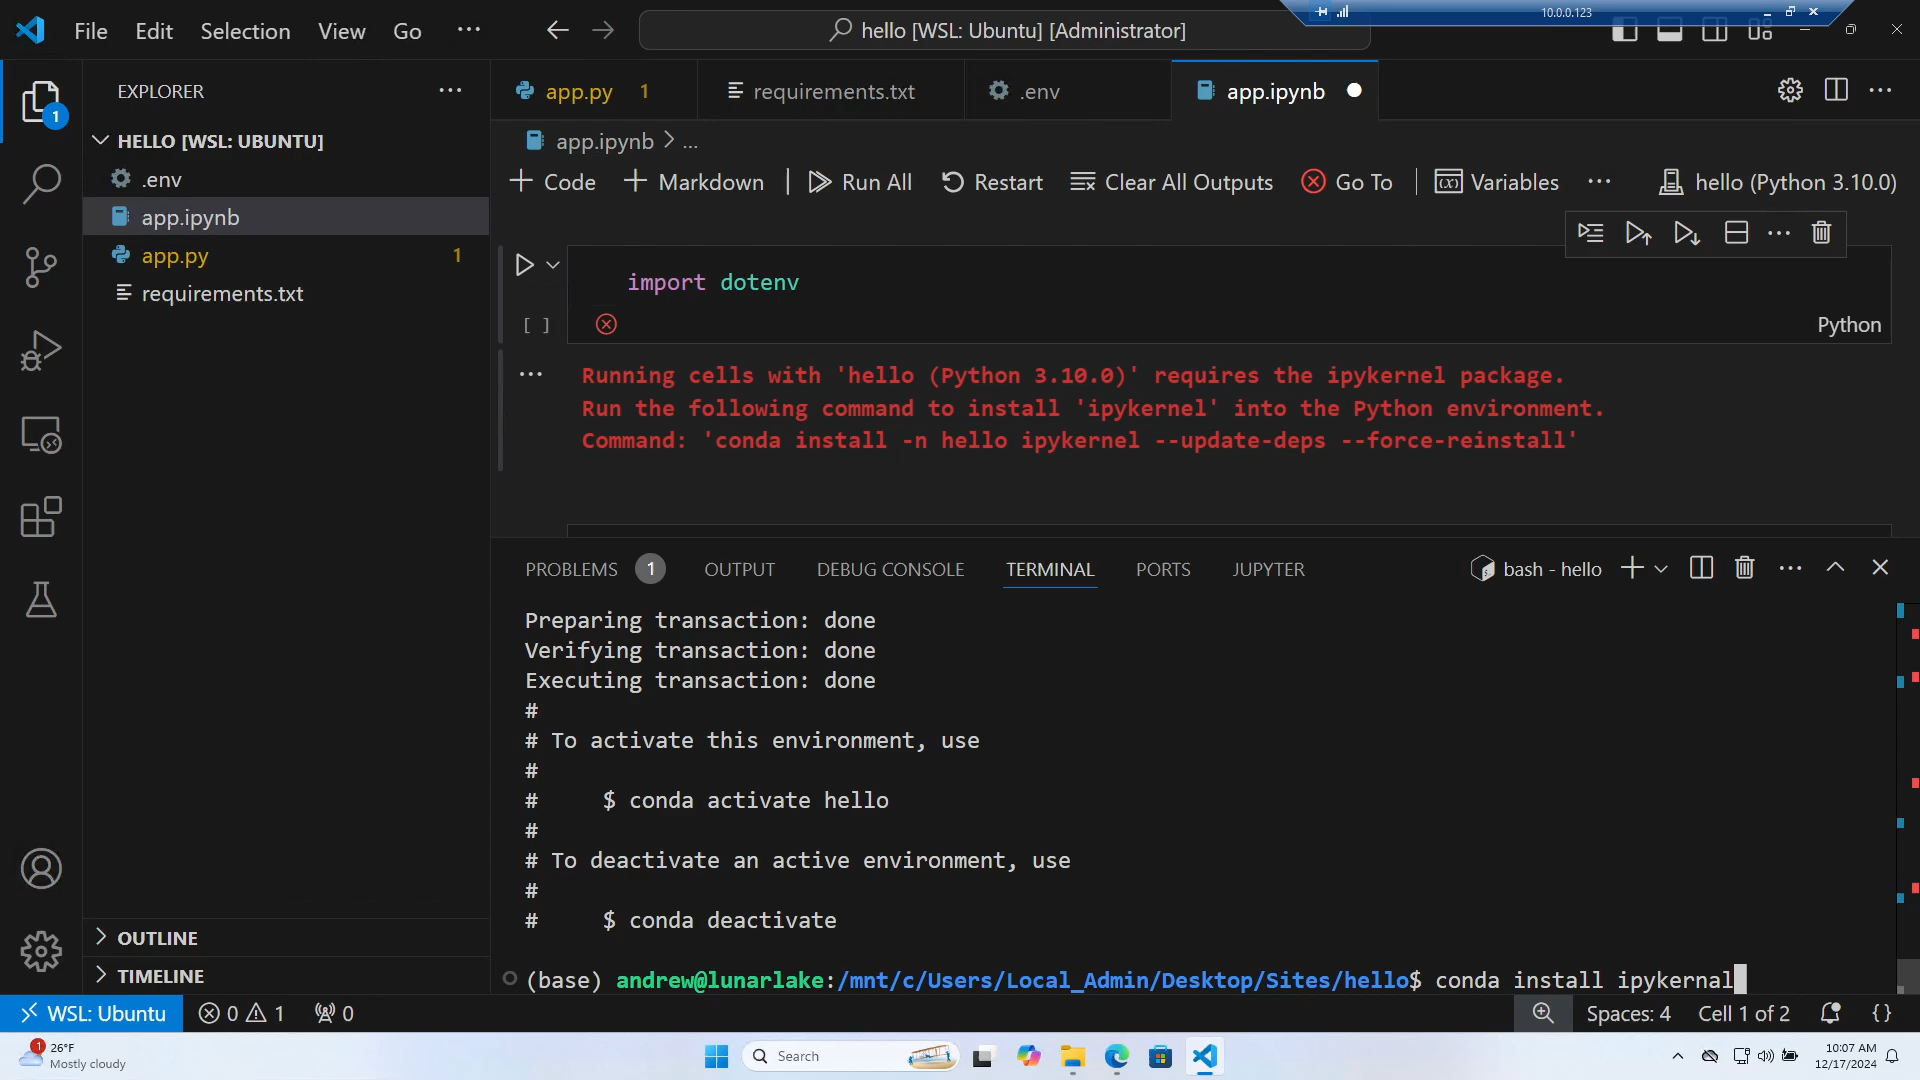 File Edit Selection View Go ···
hello [WSL: Ubuntu] [Administrator]
10.0.0.123
EXPLORER
HELLO [WSL: UBUNTU]
.env
app.ipynb
app.py 1
requirements.txt
1
OUTLINE
TIMELINE
app.py 1
requirements.txt
.env
app.ipynb
app.ipynb > ...
+ Code + Markdown | Run All Restart Clear All Outputs Go To | Variables ··· hello (Python 3.10.0)
import dotenv
[ ]
Python
Running cells with 'hello (Python 3.10.0)' requires the ipykernel package.
Run the following command to install 'ipykernel' into the Python environment.
Command: 'conda install -n hello ipykernel --update-deps --force-reinstall'
PROBLEMS 1 OUTPUT DEBUG CONSOLE TERMINAL PORTS JUPYTER
bash - hello
Preparing transaction: done
Verifying transaction: done
Executing transaction: done
#
# To activate this environment, use
#
#     $ conda activate hello
#
# To deactivate an active environment, use
#
#     $ conda deactivate
(base) andrew@lunarlake:/mnt/c/Users/Local_Admin/Desktop/Sites/hello$ conda install ipykernal
WSL: Ubuntu 0 1 0
Spaces: 4 Cell 1 of 2 { }
1
26°F
Mostly cloudy
Search
10:07 AM
12/17/2024